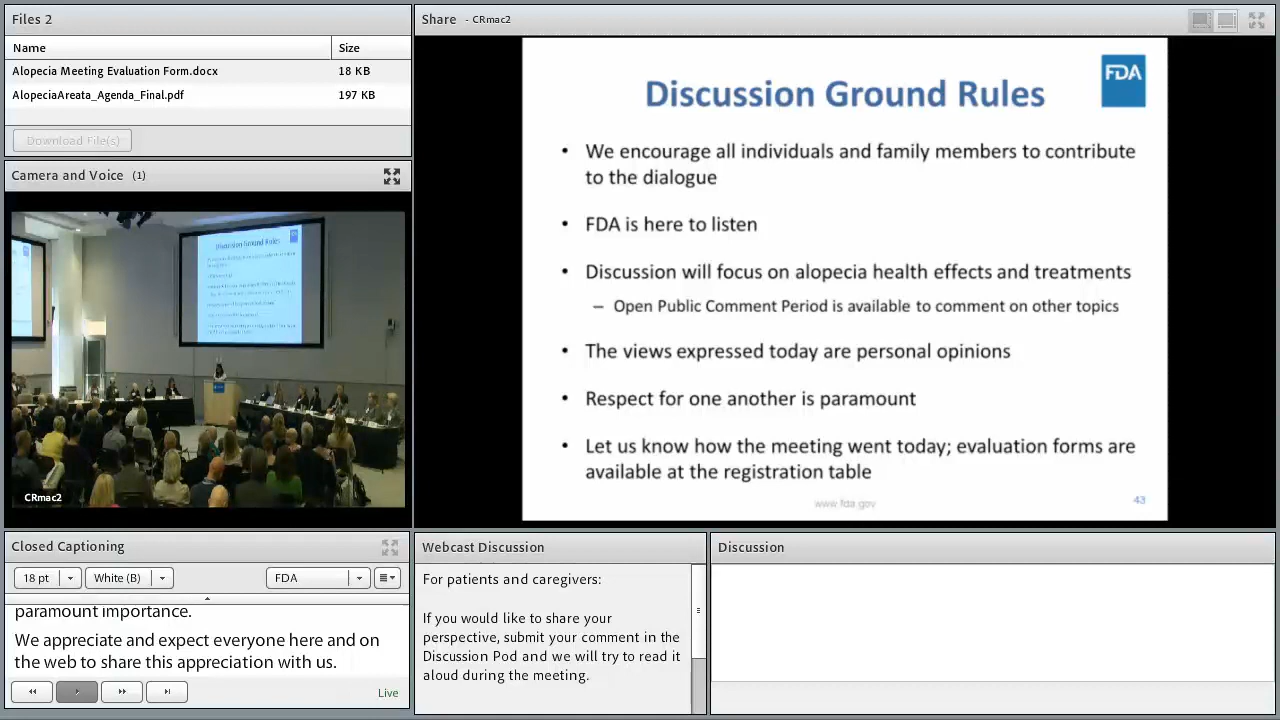 Files 2
Name
Size
Alopecia Meeting Evaluation Form.docx
18 KB
AlopeciaAreata_Agenda_Final.pdf
197 KB
Download File(s)
Camera and Voice (1)
Discussion Ground Rules
CRmac2
Share - CRmac2
FDA
Discussion Ground Rules
• We encourage all individuals and family members to contribute
to the dialogue
• FDA is here to listen
• Discussion will focus on alopecia health effects and treatments
– Open Public Comment Period is available to comment on other topics
• The views expressed today are personal opinions
• Respect for one another is paramount
• Let us know how the meeting went today; evaluation forms are
available at the registration table
www.fda.gov
43
Closed Captioning
18 pt
White (B)
FDA
paramount importance.
We appreciate and expect everyone here and on
the web to share this appreciation with us.
Live
Webcast Discussion
For patients and caregivers:
If you would like to share your
perspective, submit your comment in the
Discussion Pod and we will try to read it
aloud during the meeting.
Discussion